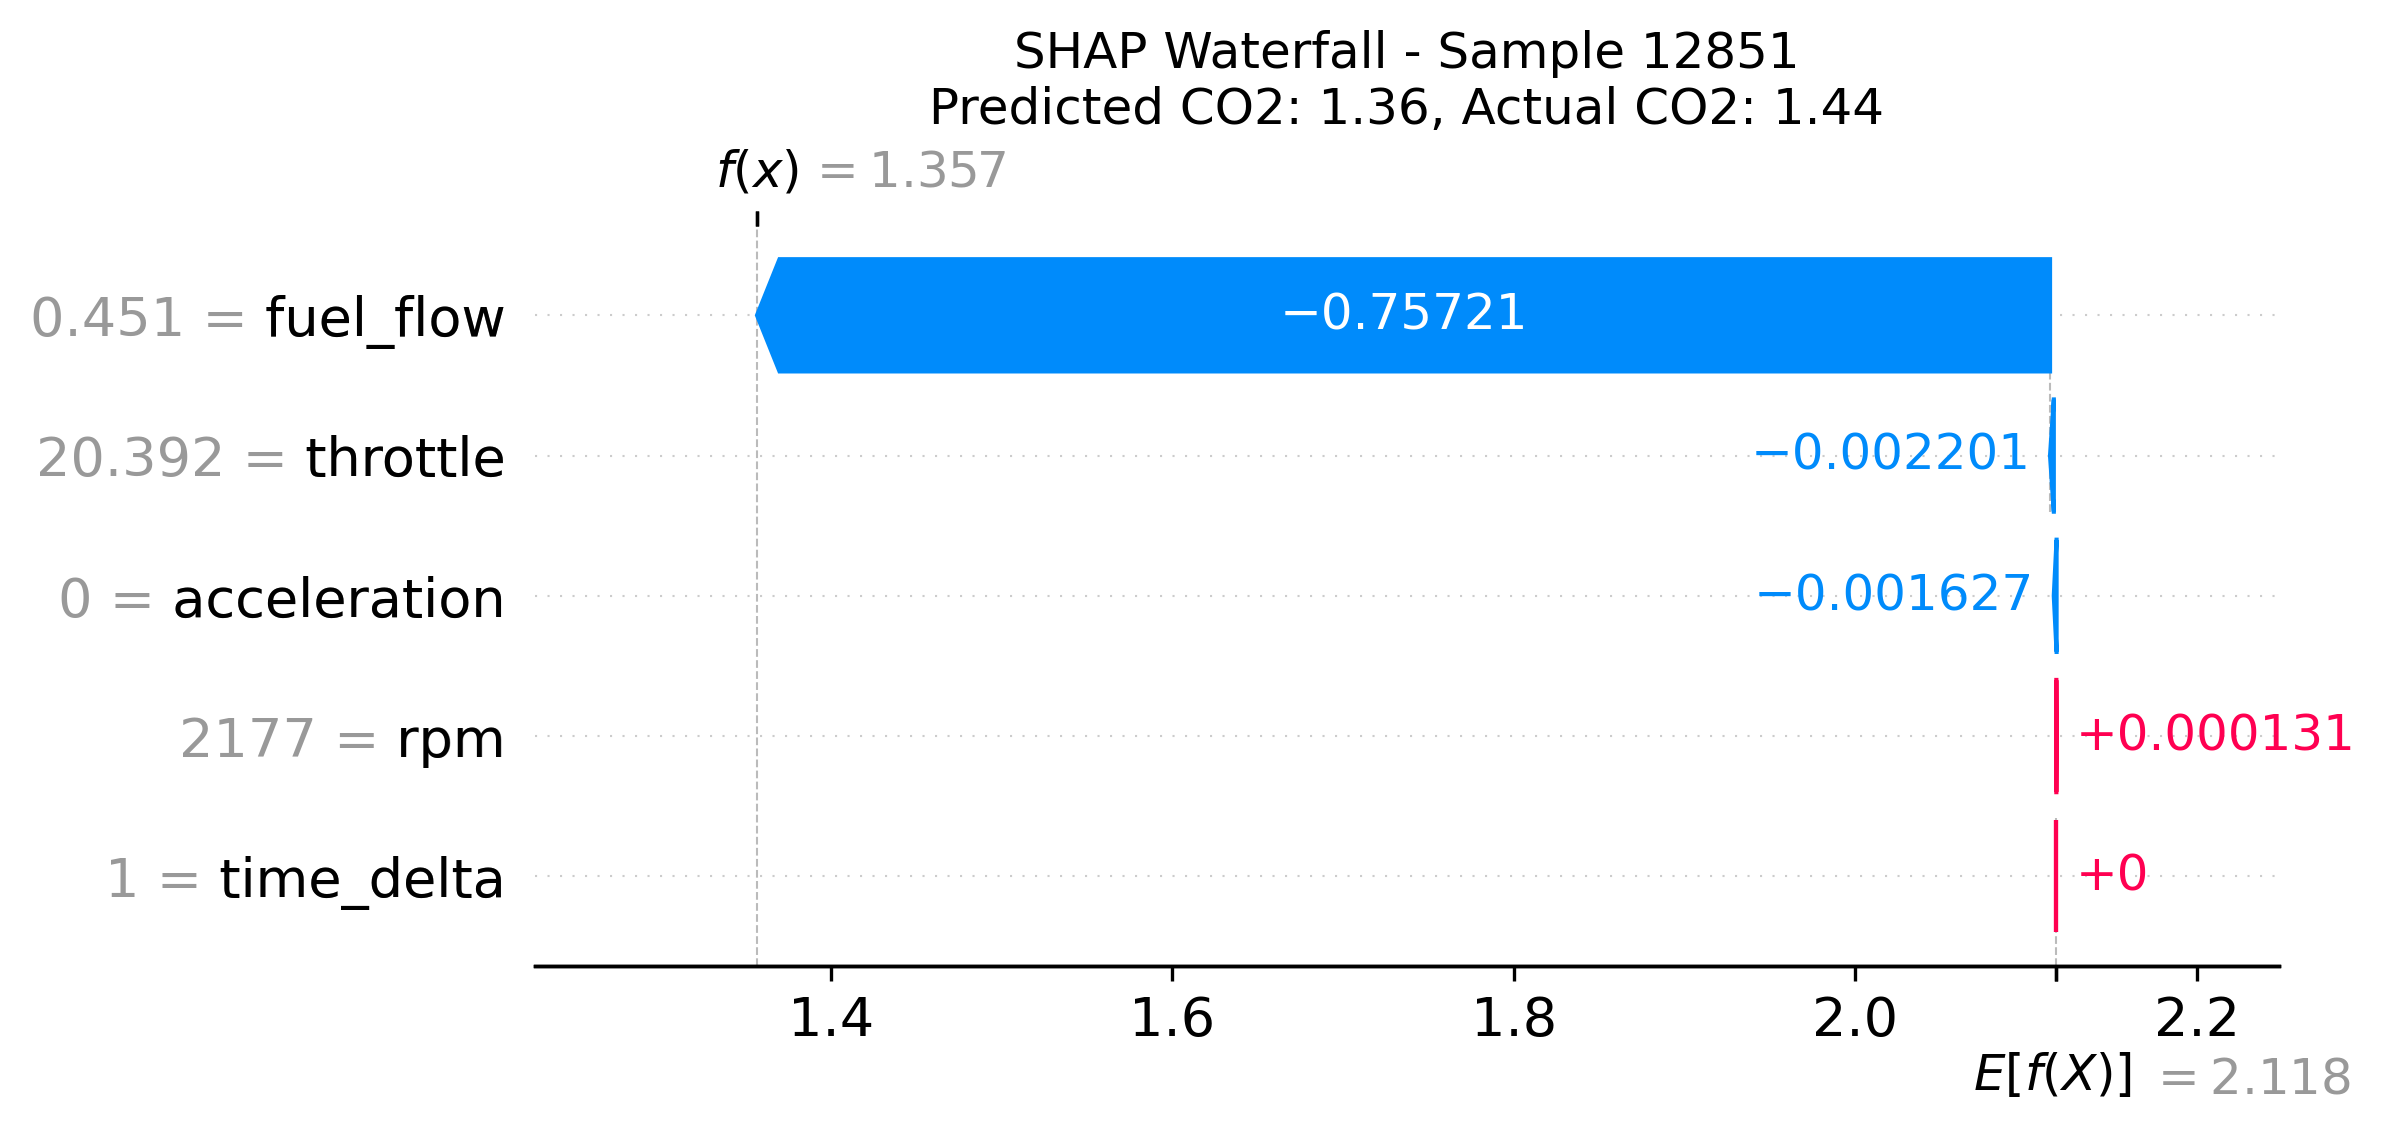 SHAP Waterfall - Sample 12851
Predicted CO2: 1.36, Actual CO2: 1.44
f(x) = 1.357
0.451 = fuel_flow
−0.75721
20.392 = throttle
−0.002201
0 = acceleration
−0.001627
2177 = rpm
+0.000131
1 = time_delta
+0
1.4 1.6 1.8 2.0 2.2
E[f(X)] = 2.118